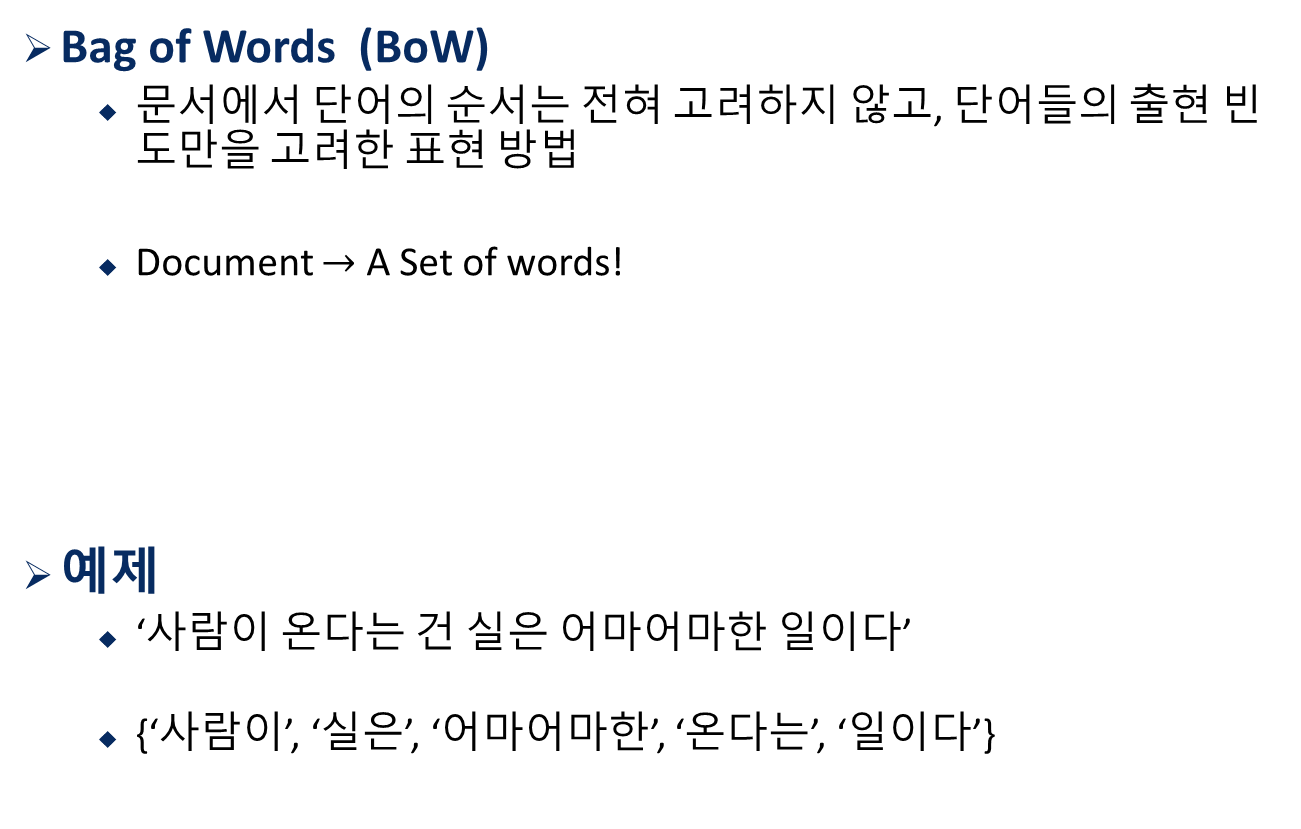 ➢ Bag of Words (BoW)
◆ 문서에서 단어의 순서는 전혀 고려하지 않고, 단어들의 출현 빈
도만을 고려한 표현 방법
◆ Document → A Set of words!
➢ 예제
◆ ‘사람이 온다는 건 실은 어마어마한 일이다’
◆ {‘사람이’, ‘실은’, ‘어마어마한’, ‘온다는’, ‘일이다’}